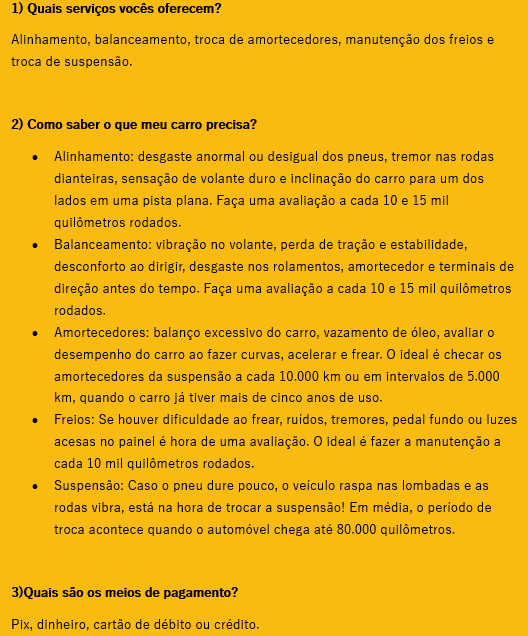 1) Quais serviços vocês oferecem?
Alinhamento, balanceamento, troca de amortecedores, manutenção dos freios e
troca de suspensão.
2) Como saber o que meu carro precisa?
• Alinhamento: desgaste anormal ou desigual dos pneus, tremor nas rodas
dianteiras, sensação de volante duro e inclinação do carro para um dos
lados em uma pista plana. Faça uma avaliação a cada 10 e 15 mil
quilômetros rodados.
• Balanceamento: vibração no volante, perda de tração e estabilidade,
desconforto ao dirigir, desgaste nos rolamentos, amortecedor e terminais de
direção antes do tempo. Faça uma avaliação a cada 10 e 15 mil quilômetros
rodados.
• Amortecedores: balanço excessivo do carro, vazamento de óleo, avaliar o
desempenho do carro ao fazer curvas, acelerar e frear. O ideal é checar os
amortecedores da suspensão a cada 10.000 km ou em intervalos de 5.000
km, quando o carro já tiver mais de cinco anos de uso.
• Freios: Se houver dificuldade ao frear, ruídos, tremores, pedal fundo ou luzes
acesas no painel é hora de uma avaliação. O ideal é fazer a manutenção a
cada 10 mil quilômetros rodados.
• Suspensão: Caso o pneu dure pouco, o veículo raspa nas lombadas e as
rodas vibra, está na hora de trocar a suspensão! Em média, o período de
troca acontece quando o automóvel chega até 80.000 quilômetros.
3)Quais são os meios de pagamento?
Pix, dinheiro, cartão de débito ou crédito.